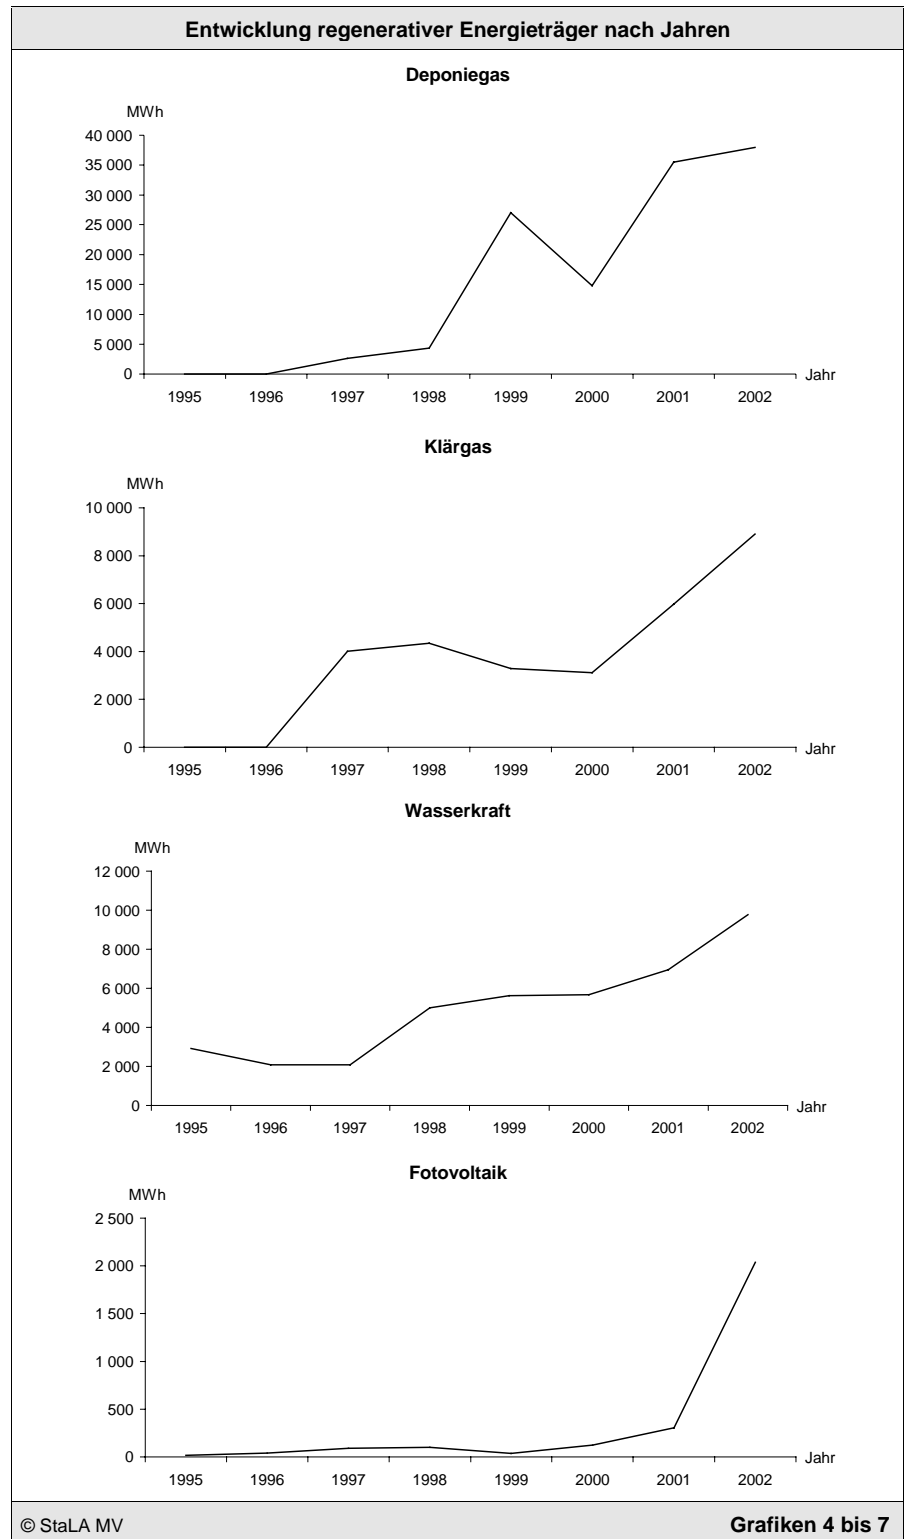 Entwicklung regenerativer Energieträger nach Jahren
Deponiegas
MWh
40 000
35 000
30 000
25 000
20 000
15 000
10 000
5 000
0
Jahr
1995 1996 1997 1998 1999 2000 2001 2002
Klärgas
MWh
10 000
8 000
6 000
4 000
2 000
0
Jahr
1995 1996 1997 1998 1999 2000 2001 2002
Wasserkraft
MWh
12 000
10 000
8 000
6 000
4 000
2 000
0
Jahr
1995 1996 1997 1998 1999 2000 2001 2002
Fotovoltaik
MWh
2 500
2 000
1 500
1 000
500
0
Jahr
1995 1996 1997 1998 1999 2000 2001 2002
© StaLA MV Grafiken 4 bis 7